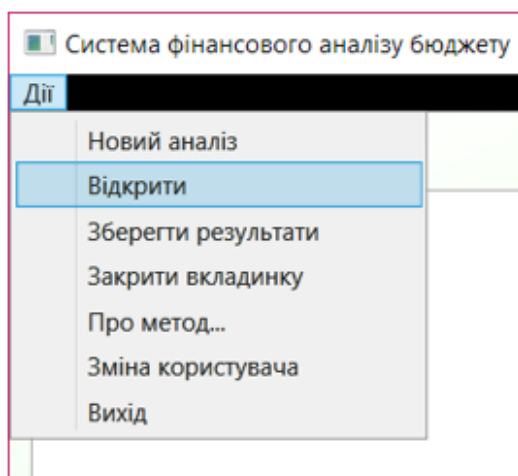 Система фінансового аналізу бюджету
Дії
Новий аналіз
Відкрити
Зберегти результати
Закрити вкладинку
Про метод...
Зміна користувача
Вихід